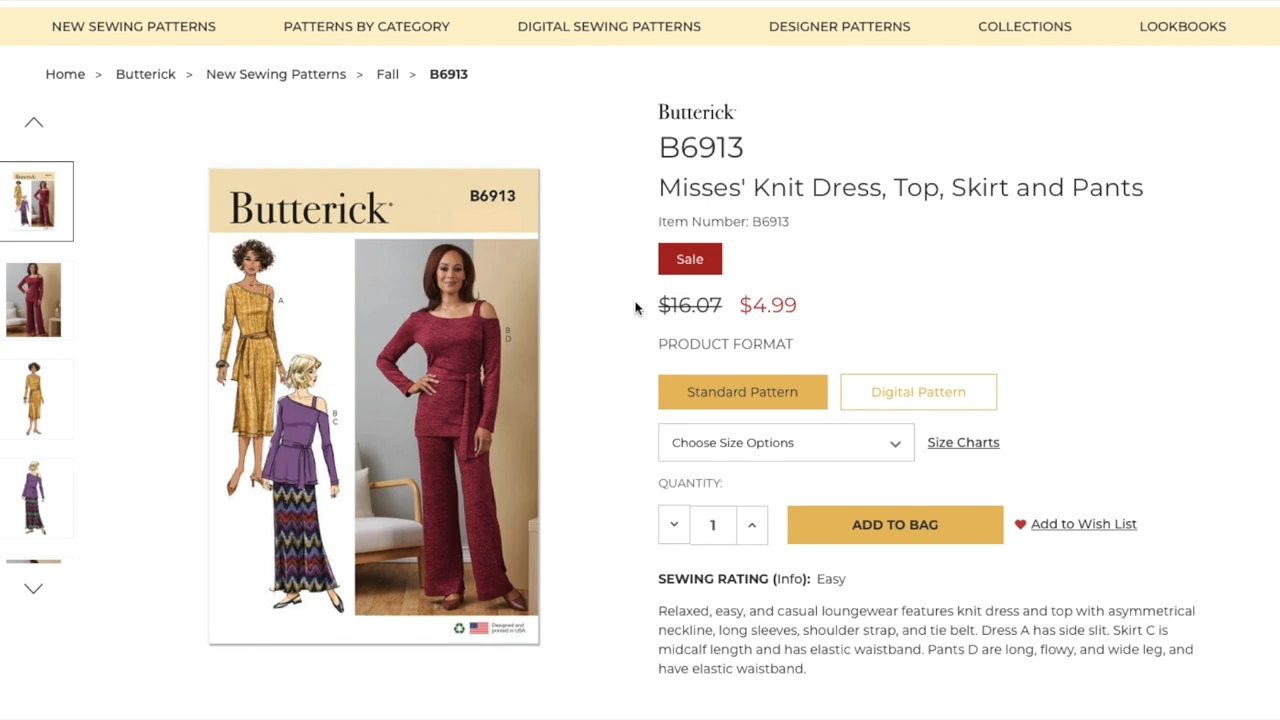 NEW SEWING PATTERNS PATTERNS BY CATEGORY DIGITAL SEWING PATTERNS DESIGNER PATTERNS COLLECTIONS LOOKBOOKS
Home > Butterick > New Sewing Patterns > Fall > B6913
Butterick
B6913
A
B
D
B
C
Designed and
printed in USA.
Butterick
B6913
Misses' Knit Dress, Top, Skirt and Pants
Item Number: B6913
Sale
$16.07 $4.99
PRODUCT FORMAT
Standard Pattern Digital Pattern
Choose Size Options Size Charts
QUANTITY:
1 ADD TO BAG Add to Wish List
SEWING RATING (Info): Easy
Relaxed, easy, and casual loungewear features knit dress and top with asymmetrical
neckline, long sleeves, shoulder strap, and tie belt. Dress A has side slit. Skirt C is
midcalf length and has elastic waistband. Pants D are long, flowy, and wide leg, and
have elastic waistband.